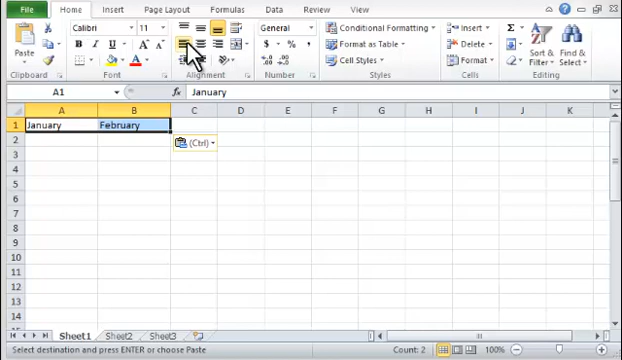 Home Insert Page Layout Formulas Data Review View
Calibri 11 General Conditional Formatting Insert Σ
Paste B I U A A Format as Table Delete Sort & Find &
$ % , Cell Styles Format Filter Select
Clipboard Font Alignment Number Styles Cells Editing
A1 fx January
A B C D E F G H I J K
1 January February
2 (Ctrl)
3
4
5
6
7
8
9
10
11
12
13
14
Sheet1 Sheet2 Sheet3
Select destination and press ENTER or choose Paste Count: 2 100%